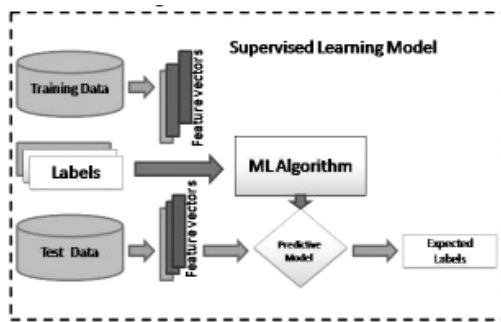 Supervised Learning Model
Training Data
Feature vectors
Labels
ML Algorithm
Test Data
Feature vectors
Predictive
Model
Expected
Labels